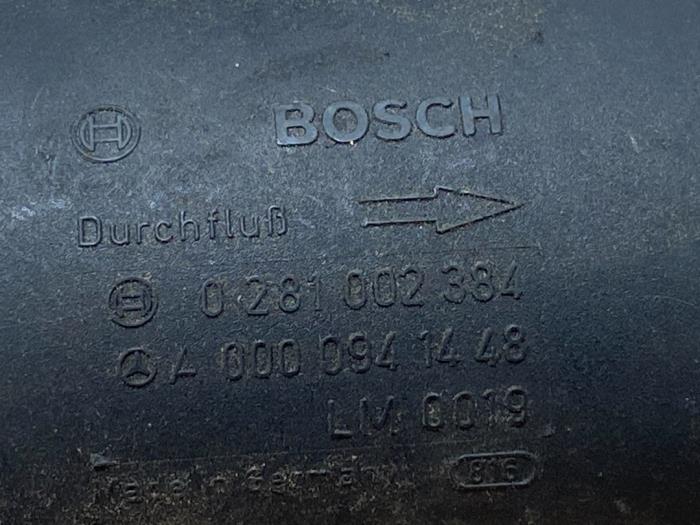 BOSCH
Durchfluß
0 281 002 384
A 000 094 14 48
LM 0019
Made in Germany 816